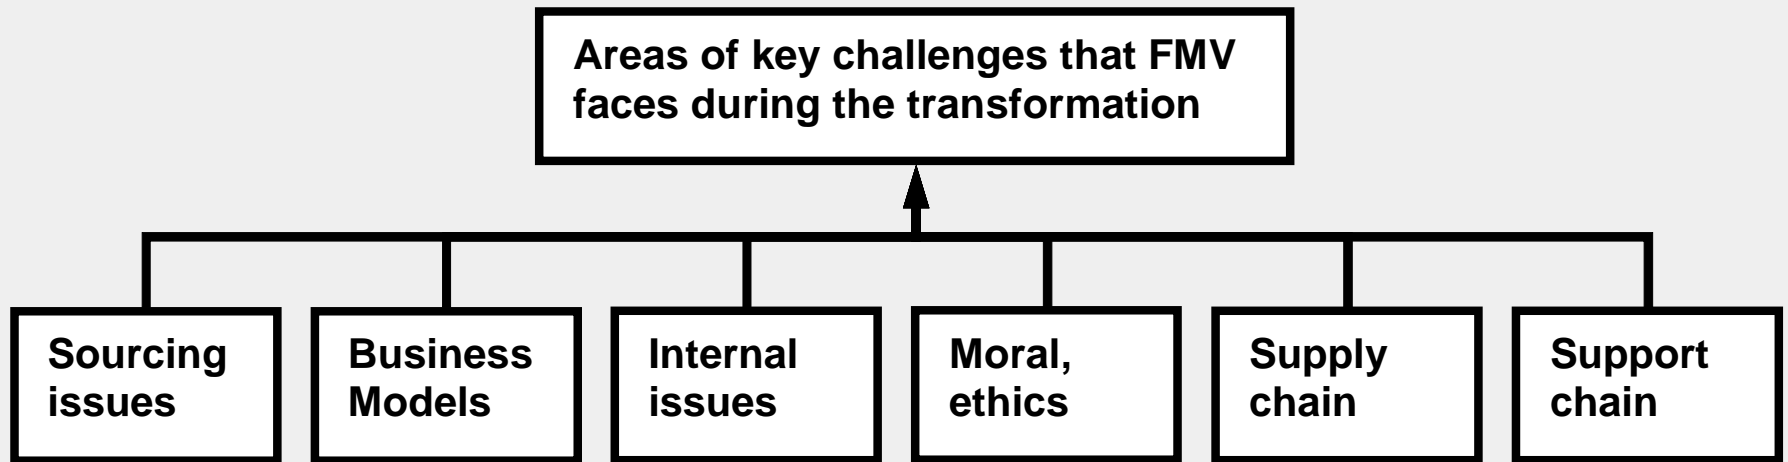 Areas of key challenges that FMV
faces during the transformation
Sourcing
issues
Business
Models
Internal
issues
Moral,
ethics
Supply
chain
Support
chain